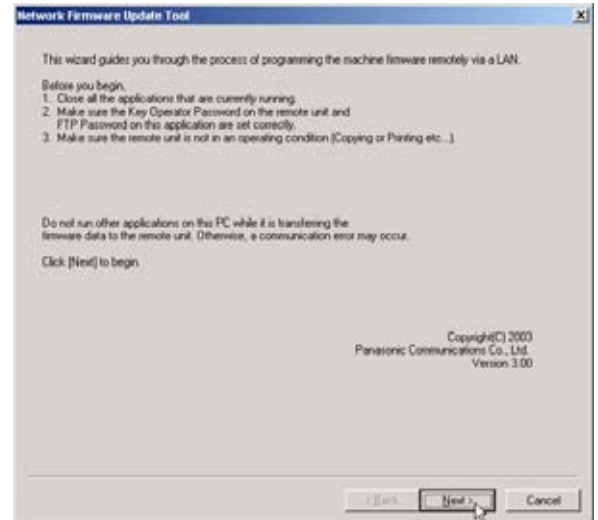 Network Firmware Update Tool
This wizard guides you through the process of programming the machine firmware remotely via a LAN.
Before you begin,
1. Close all the applications that are currently running.
2. Make sure the Key Operator Password on the remote unit and
FTP Password on this application are set correctly.
3. Make sure the remote unit is not in an operating condition (Copying or Printing etc...)
Do not run other applications on this PC while it is transferring the
firmware data to the remote unit. Otherwise, a communication error may occur.
Click [Next] to begin.
Copyright(C) 2003
Panasonic Communications Co., Ltd.
Version 3.00
< Back
Next >
Cancel